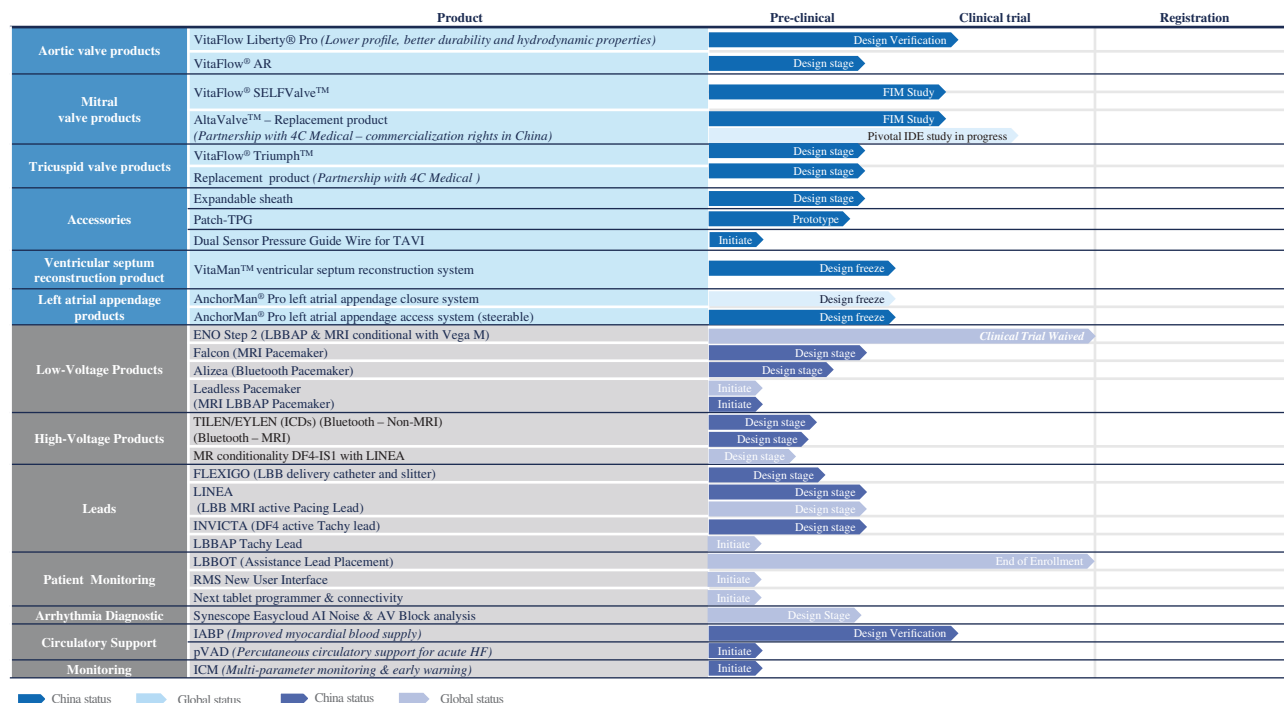 Product Pre-clinical Clinical trial Registration
Aortic valve products
VitaFlow Liberty® Pro (Lower profile, better durability and hydrodynamic properties) Design Verification
VitaFlow® AR Design stage
Mitral
valve products
VitaFlow® SELFValve™ FIM Study
AltaValve™ – Replacement product FIM Study
(Partnership with 4C Medical – commercialization rights in China) Pivotal IDE study in progress
Tricuspid valve products
VitaFlow® Triumph™ Design stage
Replacement product (Partnership with 4C Medical ) Design stage
Accessories
Expandable sheath Design stage
Patch-TPG Prototype
Dual Sensor Pressure Guide Wire for TAVI Initiate
Ventricular septum
reconstruction product
VitaMan™ ventricular septum reconstruction system Design freeze
Left atrial appendage
products
AnchorMan® Pro left atrial appendage closure system Design freeze
AnchorMan® Pro left atrial appendage access system (steerable) Design freeze
Low-Voltage Products
ENO Step 2 (LBBAP & MRI conditional with Vega M) Clinical Trial Waived
Falcon (MRI Pacemaker) Design stage
Alizea (Bluetooth Pacemaker) Design stage
Leadless Pacemaker Initiate
(MRI LBBAP Pacemaker) Initiate
High-Voltage Products
TILEN/EYLEN (ICDs) (Bluetooth – Non-MRI) Design stage
(Bluetooth – MRI) Design stage
MR conditionality DF4-IS1 with LINEA Design stage
Leads
FLEXIGO (LBB delivery catheter and slitter) Design stage
LINEA Design stage
(LBB MRI active Pacing Lead) Design stage
INVICTA (DF4 active Tachy lead) Design stage
LBBAP Tachy Lead Initiate
Patient Monitoring
LBBOT (Assistance Lead Placement) End of Enrollment
RMS New User Interface Initiate
Next tablet programmer & connectivity Initiate
Arrhythmia Diagnostic
Synescope Easycloud AI Noise & AV Block analysis Design Stage
Circulatory Support
IABP (Improved myocardial blood supply) Design Verification
pVAD (Percutaneous circulatory support for acute HF) Initiate
Monitoring
ICM (Multi-parameter monitoring & early warning) Initiate
China status Global status China status Global status